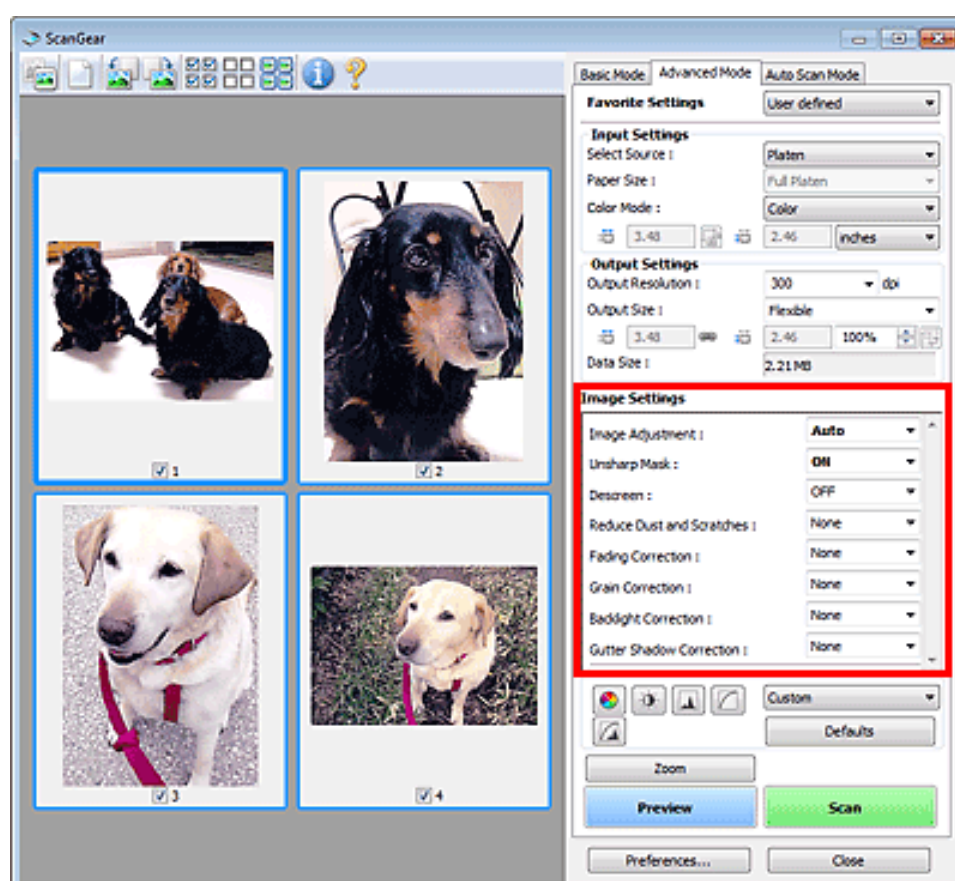 ScanGear
Basic Mode Advanced Mode Auto Scan Mode
Favorite Settings User defined
Input Settings
Select Source : Platen
Paper Size : Full Platen
Color Mode : Color
3.48 2.46 inches
Output Settings
Output Resolution : 300 dpi
Output Size : Flexible
3.48 2.46 100%
Data Size : 2.21MB
Image Settings
Image Adjustment : Auto
Unsharp Mask : ON
Descreen : OFF
Reduce Dust and Scratches : None
Fading Correction : None
Grain Correction : None
Backlight Correction : None
Gutter Shadow Correction : None
Custom
Defaults
Zoom
Preview Scan
Preferences... Close
1
2
3
4